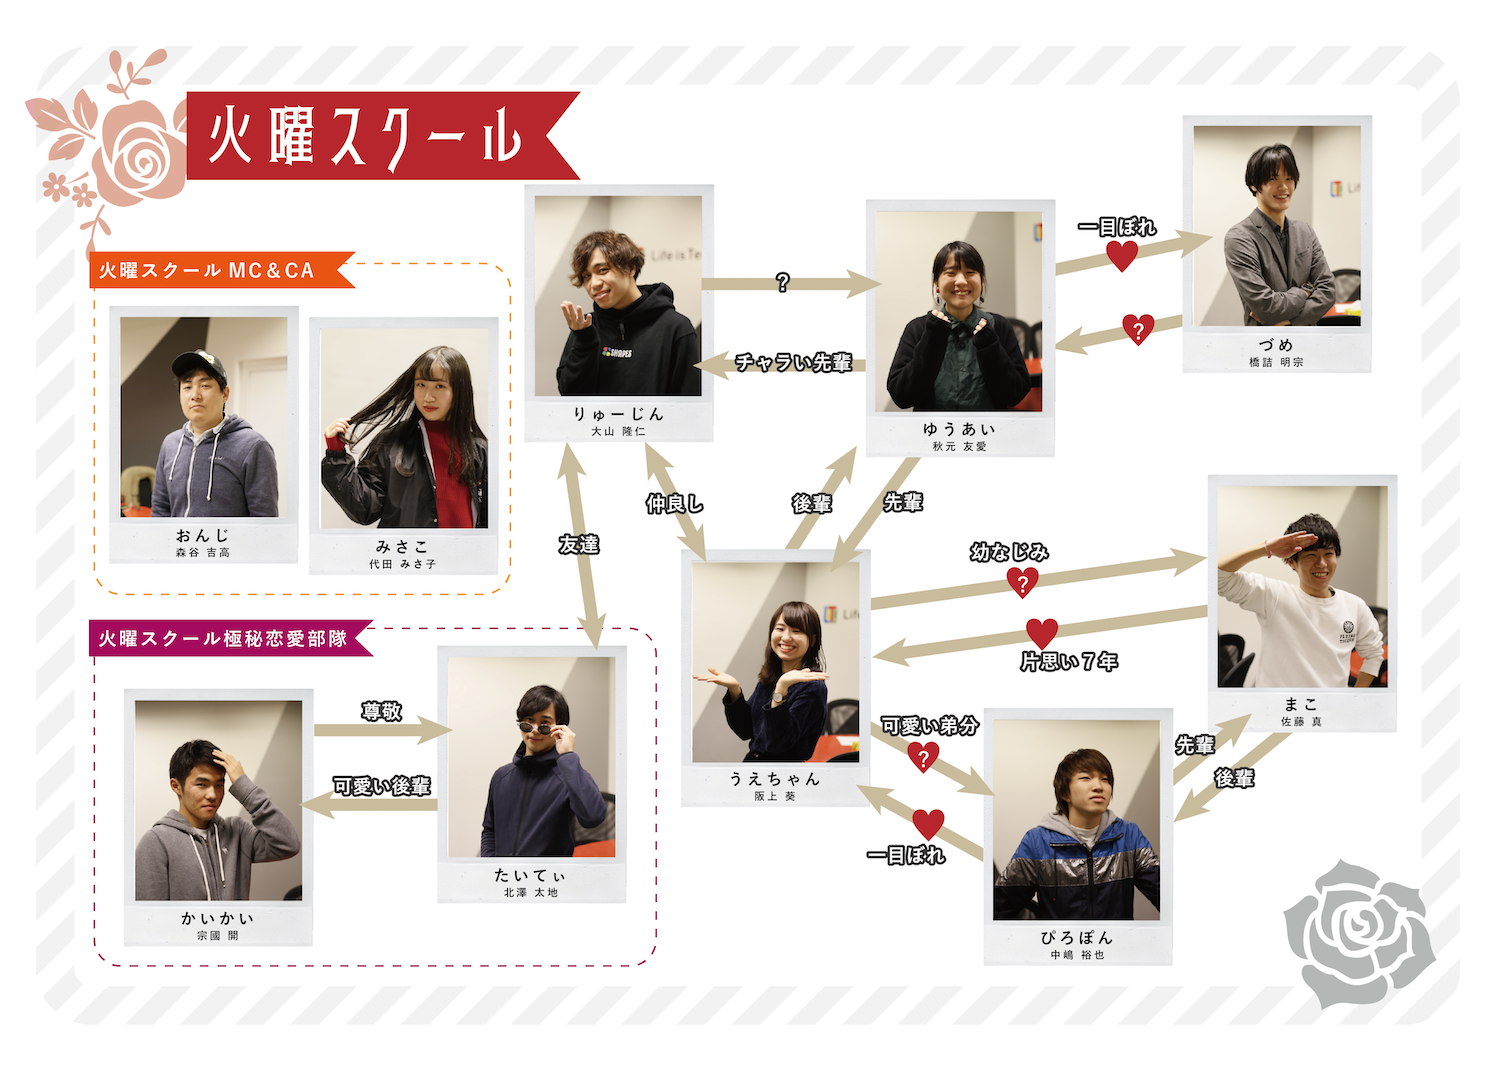 火曜スクール
火曜スクール MC＆CA
おんじ
森谷 吉高
みさこ
代田 みさ子
火曜スクール極秘恋愛部隊
かいかい
宗國 開
尊敬
可愛い後輩
たいてぃ
北澤 太地
友達
Life is Te
SHAPES
りゅーじん
大山 隆仁
?
チャラい先輩
ゆうあい
秋元 友愛
一目ぼれ
?
Li
づめ
橋詰 明宗
仲良し
後輩
先輩
Life
うえちゃん
阪上 葵
幼なじみ
?
片思い７年
まこ
佐藤 真
可愛い弟分
?
一目ぼれ
先輩
後輩
ぴろぽん
中嶋 裕也